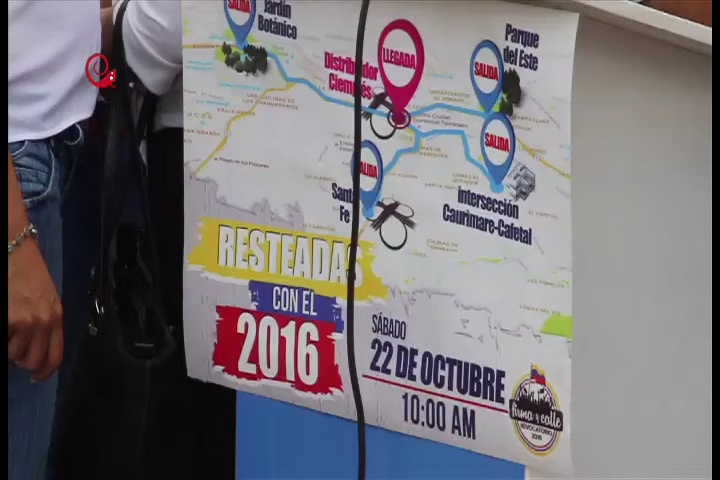 SALIDA
Jardín
Botánico
Distribuidor
Ciempiés
LLEGADA
SALIDA
Parque
del Este
SALIDA
SALIDA
Santa
Fe
intersección
Caurimare-Cafetal
RESTEADAS
CON EL
2016
SÁBADO
22 DE OCTUBRE
10:00 AM
firma y calle
REVOCATORIO
2016